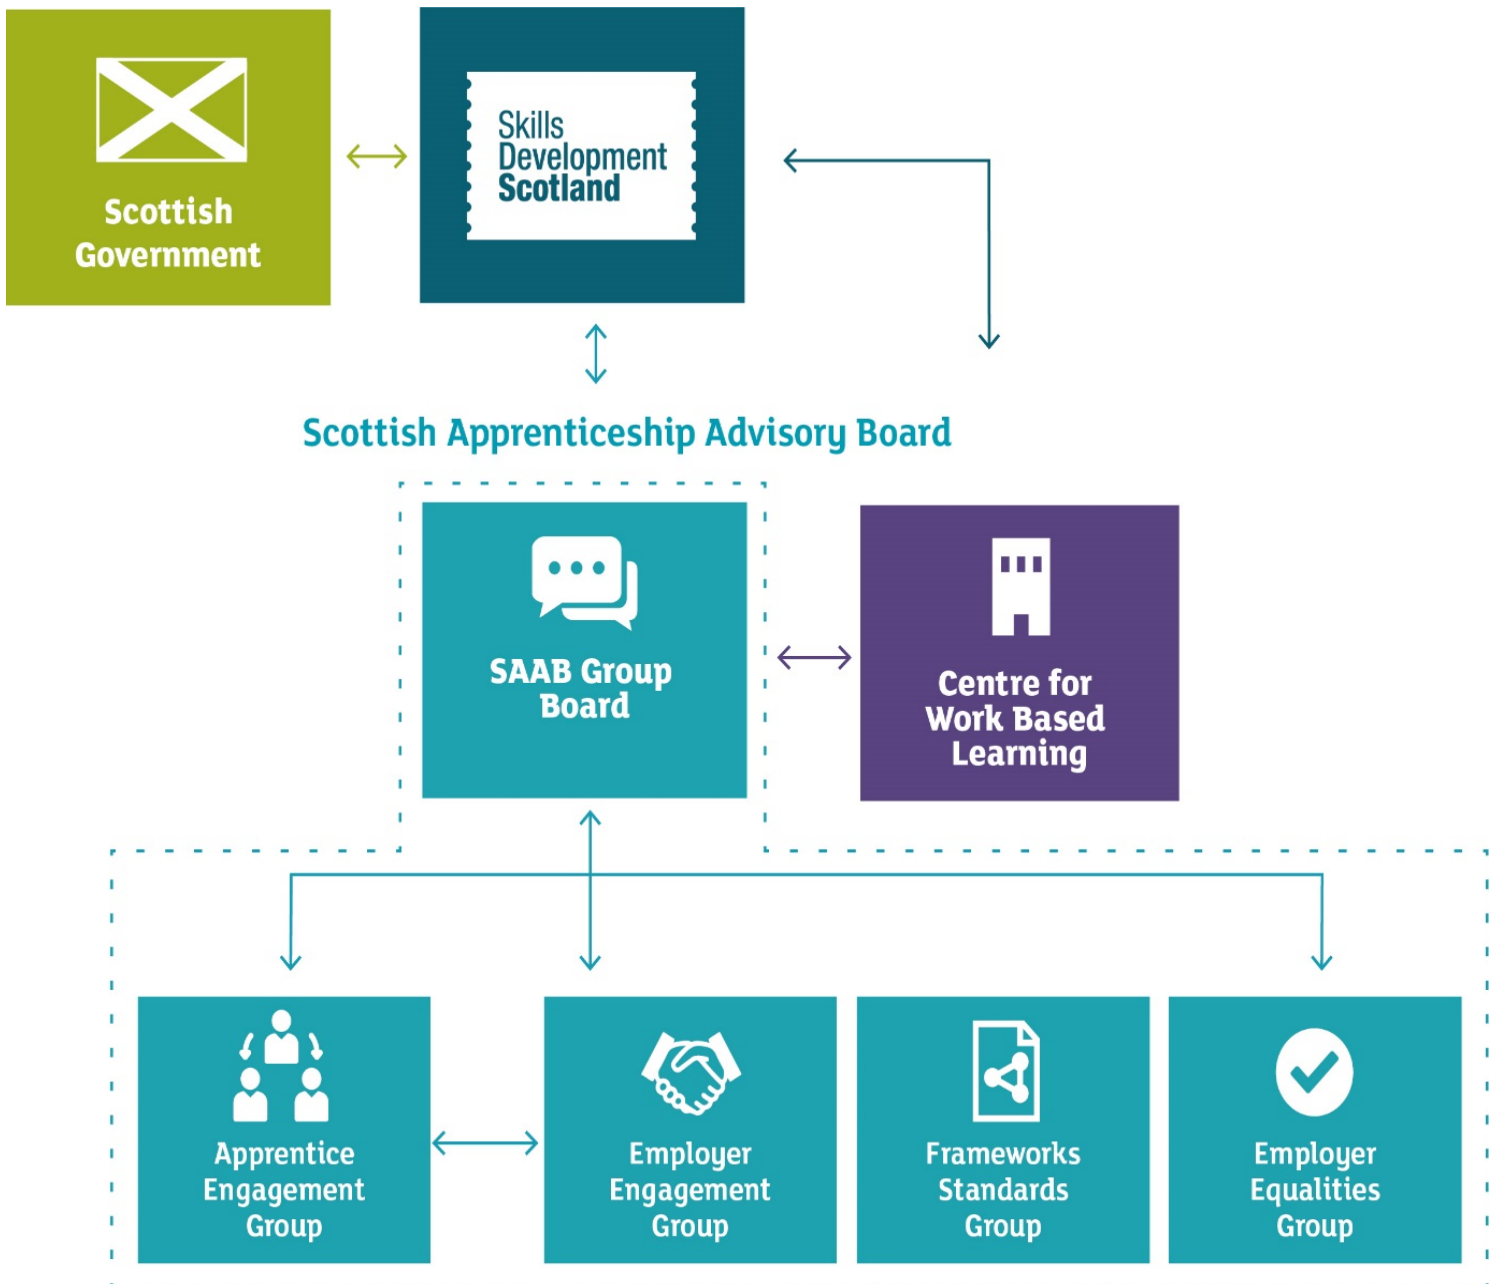 Scottish
Government
Skills
Development
Scotland
Scottish Apprenticeship Advisory Board
SAAB Group
Board
Centre for
Work Based
Learning
Apprentice
Engagement
Group
Employer
Engagement
Group
Frameworks
Standards
Group
Employer
Equalities
Group